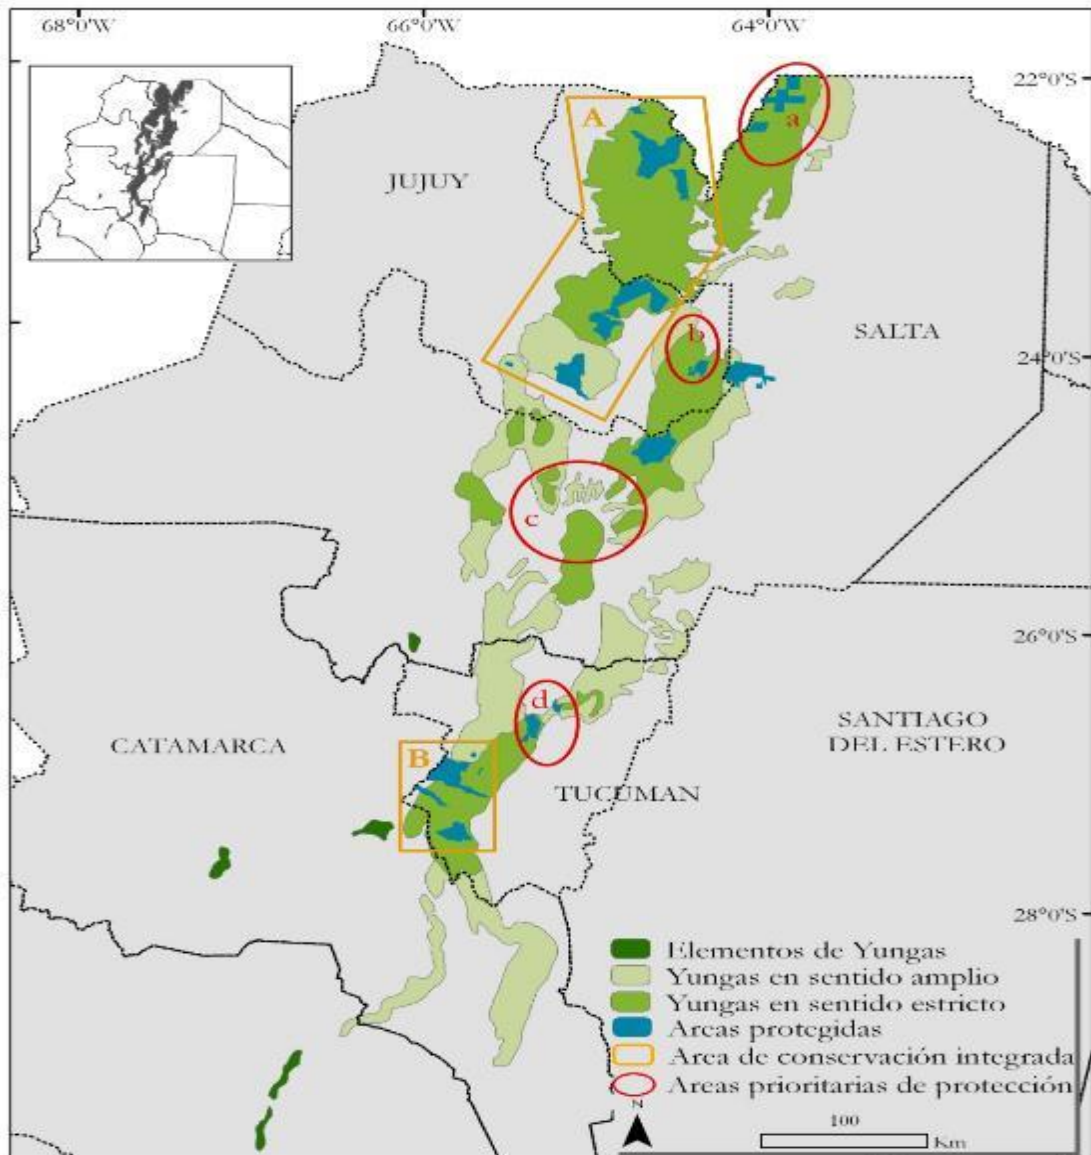 68°0'W 66°0'W 64°0'W
22°0'S
A
a
JUJUY
b
SALTA
24°0'S
c
26°0'S
d
CATAMARCA
B
TUCUMAN
SANTIAGO
DEL ESTERO
28°0'S
Elementos de Yungas
Yungas en sentido amplio
Yungas en sentido estricto
Areas protegidas
Area de conservación integrada
Areas prioritarias de protección
N
100
Km